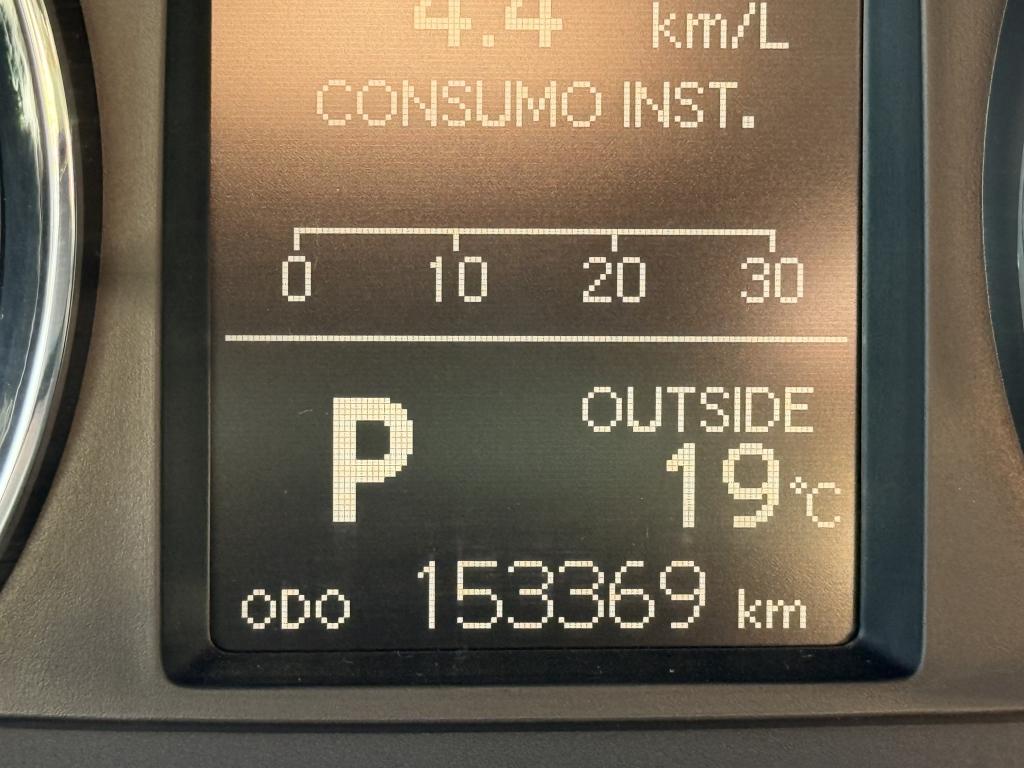 4.4 km/L
CONSUMO INST.
0 10 20 30
P OUTSIDE
19°C
ODO 153369 km